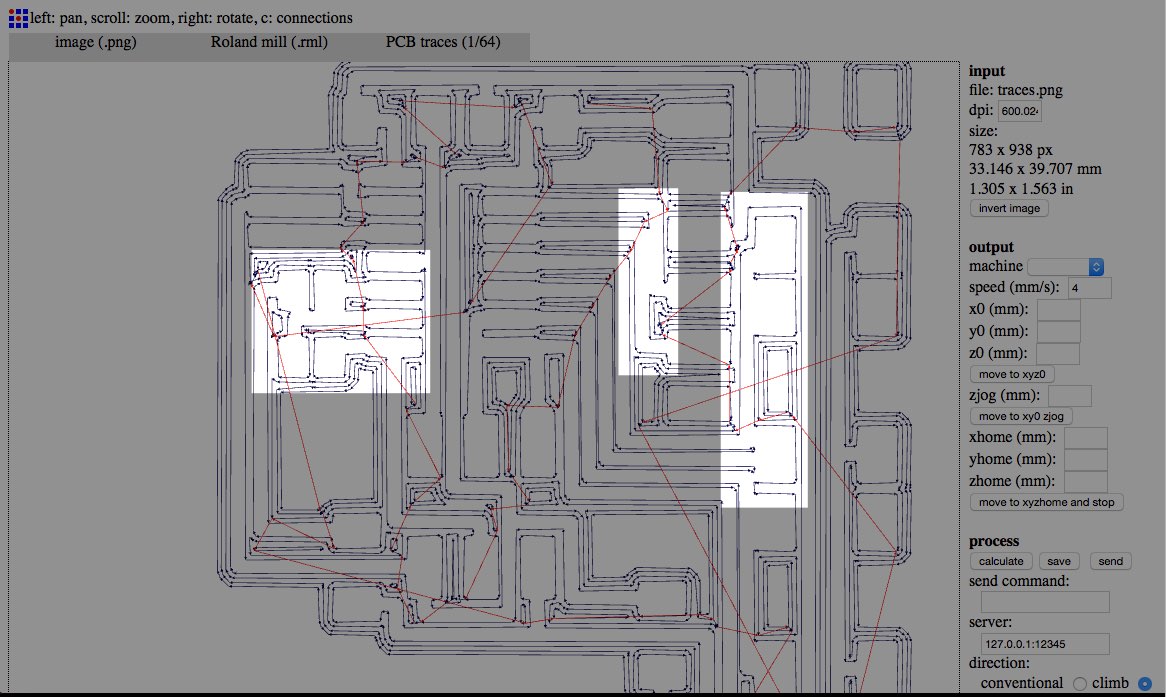 left: pan, scroll: zoom, right: rotate, c: connections
image (.png) Roland mill (.rml) PCB traces (1/64)
input
file: traces.png
dpi: 600.024
size:
783 x 938 px
33.146 x 39.707 mm
1.305 x 1.563 in
invert image
output
machine
speed (mm/s): 4
x0 (mm):
y0 (mm):
z0 (mm):
move to xyz0
zjog (mm):
move to xy0 zjog
xhome (mm):
yhome (mm):
zhome (mm):
move to xyzhome and stop
process
calculate save send
send command:
server:
127.0.0.1:12345
direction:
conventional climb